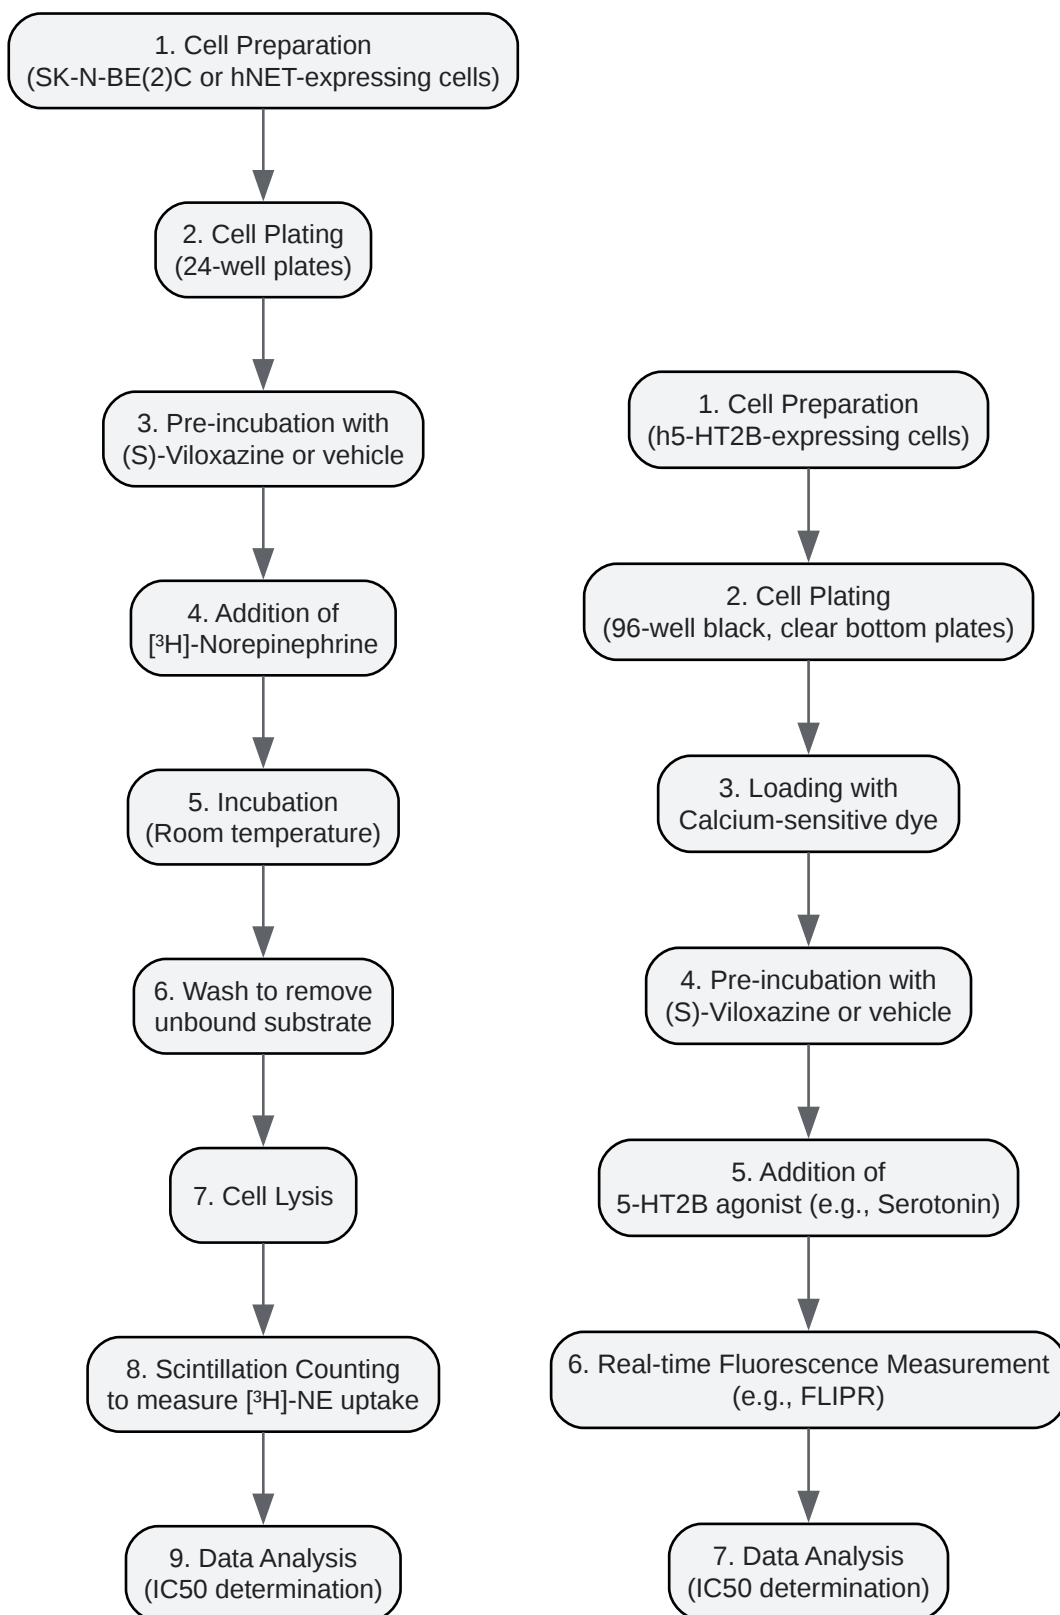 1. Cell Preparation
(SK-N-BE(2)C or hNET-expressing cells)
2. Cell Plating
(24-well plates)
3. Pre-incubation with
(S)-Viloxazine or vehicle
4. Addition of
[³H]-Norepinephrine
5. Incubation
(Room temperature)
6. Wash to remove
unbound substrate
7. Cell Lysis
8. Scintillation Counting
to measure [³H]-NE uptake
9. Data Analysis
(IC50 determination)
1. Cell Preparation
(h5-HT2B-expressing cells)
2. Cell Plating
(96-well black, clear bottom plates)
3. Loading with
Calcium-sensitive dye
4. Pre-incubation with
(S)-Viloxazine or vehicle
5. Addition of
5-HT2B agonist (e.g., Serotonin)
6. Real-time Fluorescence Measurement
(e.g., FLIPR)
7. Data Analysis
(IC50 determination)